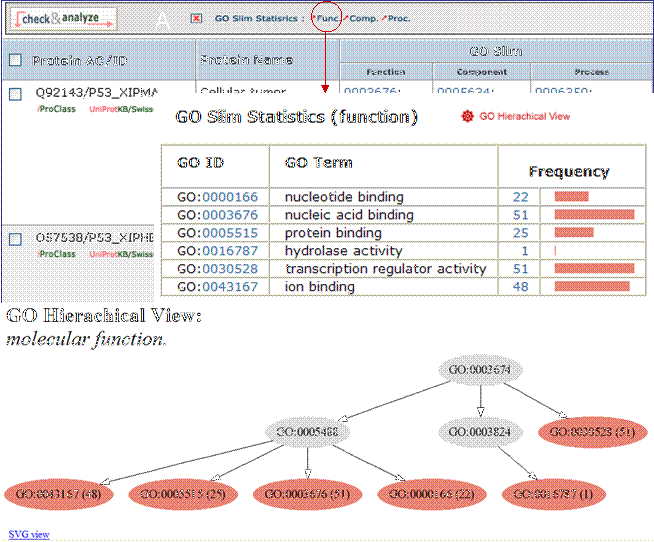 check & analyze
A
GO Slim Statisrics : Func. Comp. Proc.
Protein AC/ID
Protein Name
GO Slim
Function
Component
Process
Q92143/P53_XIPMA
Cellular tumor
0003676;
0005634;
0006350;
iProClass
UniProtKB/Swiss
GO Slim Statistics (function)
GO Hierachical View
GO ID
GO Term
Frequency
GO:0000166 nucleotide binding 22
GO:0003676 nucleic acid binding 51
GO:0005515 protein binding 25
GO:0016787 hydrolase activity 1
GO:0030528 transcription regulator activity 51
GO:0043167 ion binding 48
O57538/P53_XIPHE
iProClass
UniProtKB/Swiss
GO Hierachical View:
molecular function.
GO:0003674
GO:0005488
GO:0003824
GO:0030528 (51)
GO:0043167 (48)
GO:0005515 (25)
GO:0003676 (51)
GO:0000166 (22)
GO:0016787 (1)
SVG view